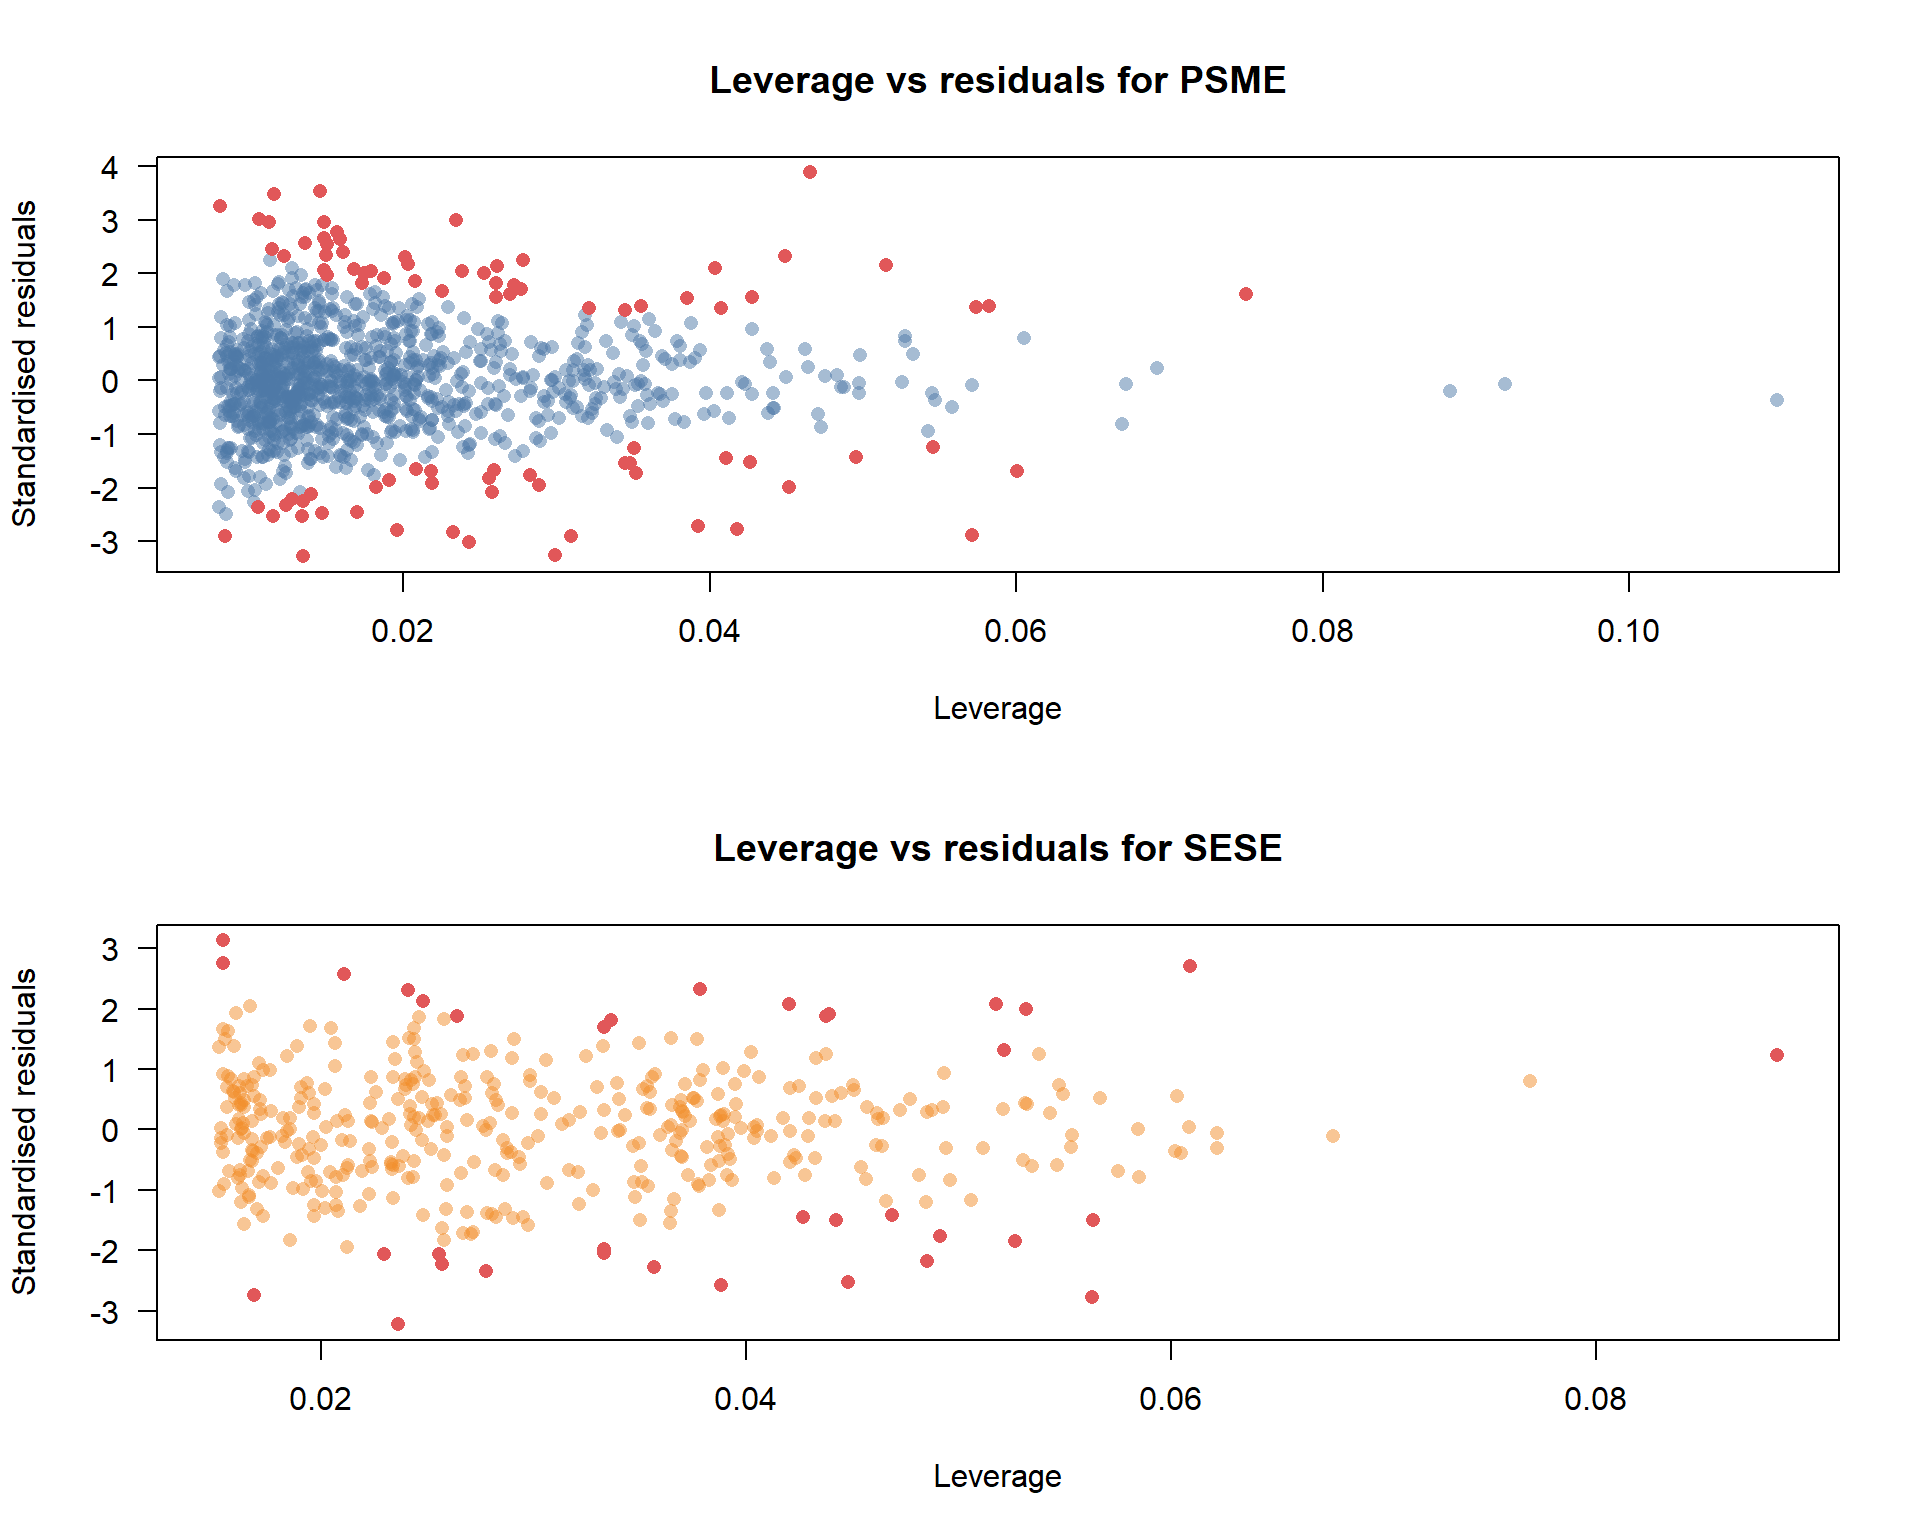 Leverage vs residuals for PSME
Standardised residuals
4
3
2
1
0
-1
-2
-3
0.02 0.04 0.06 0.08 0.10
Leverage
Leverage vs residuals for SESE
Standardised residuals
3
2
1
0
-1
-2
-3
0.02 0.04 0.06 0.08
Leverage